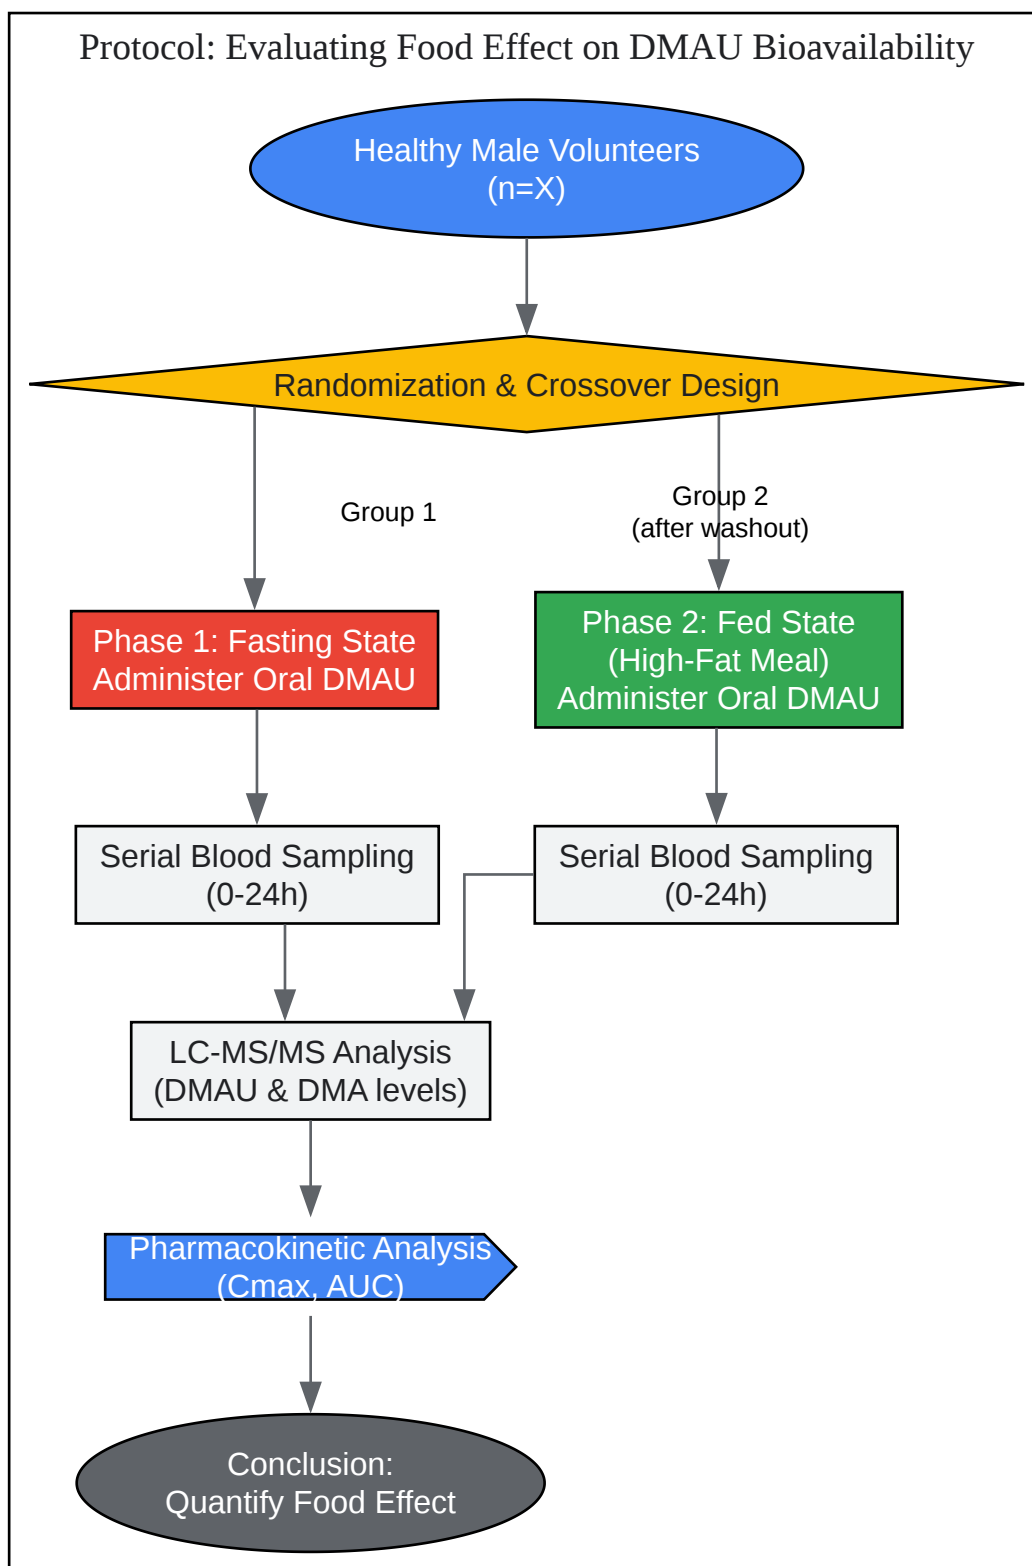 Protocol: Evaluating Food Effect on DMAU Bioavailability
Healthy Male Volunteers
(n=X)
Randomization & Crossover Design
Group 1
Group 2
(after washout)
Phase 1: Fasting State
Administer Oral DMAU
Phase 2: Fed State
(High-Fat Meal)
Administer Oral DMAU
Serial Blood Sampling
(0-24h)
Serial Blood Sampling
(0-24h)
LC-MS/MS Analysis
(DMAU & DMA levels)
Pharmacokinetic Analysis
(Cmax, AUC)
Conclusion:
Quantify Food Effect